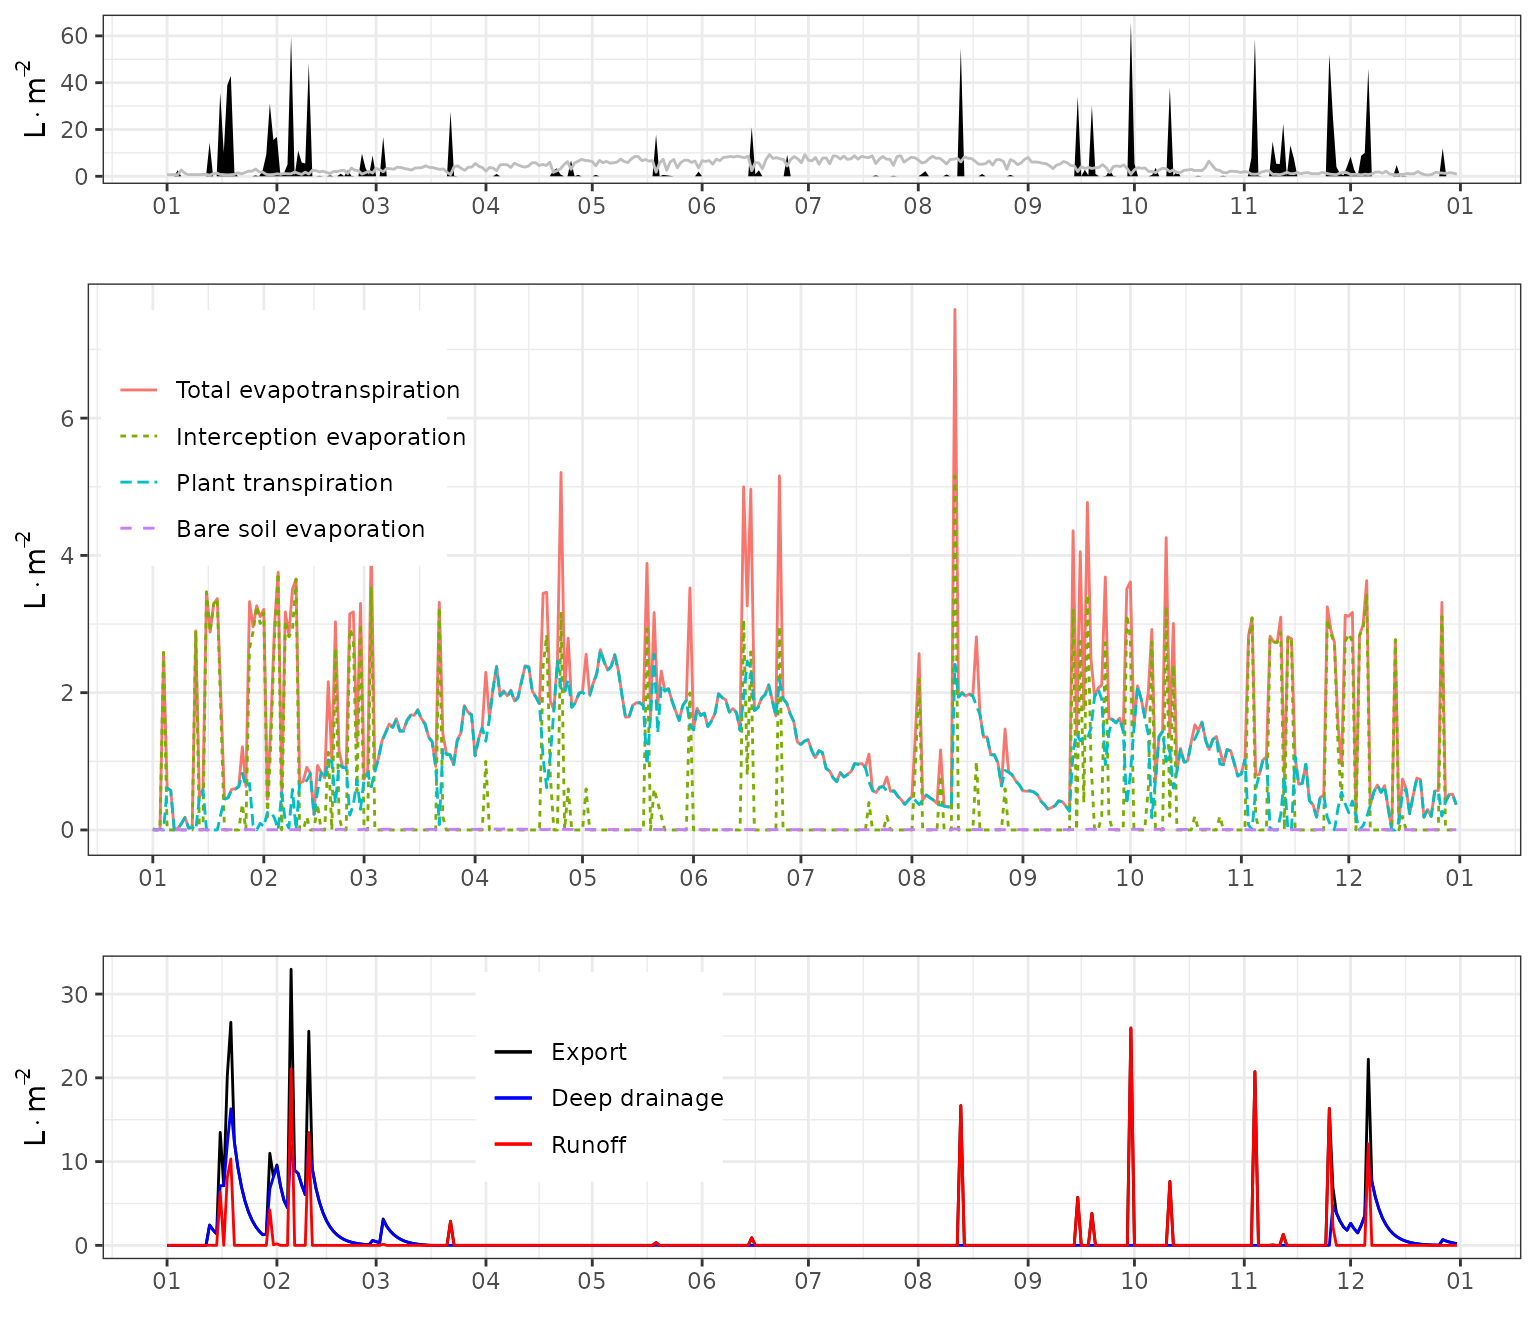 60
40
20
0
L · m⁻²
01 02 03 04 05 06 07 08 09 10 11 12 01
Total evapotranspiration
6
Interception evaporation
Plant transpiration
Bare soil evaporation
4
L · m⁻²
2
0
01 02 03 04 05 06 07 08 09 10 11 12 01
30
Export
20
Deep drainage
L · m⁻²
Runoff
10
0
01 02 03 04 05 06 07 08 09 10 11 12 01